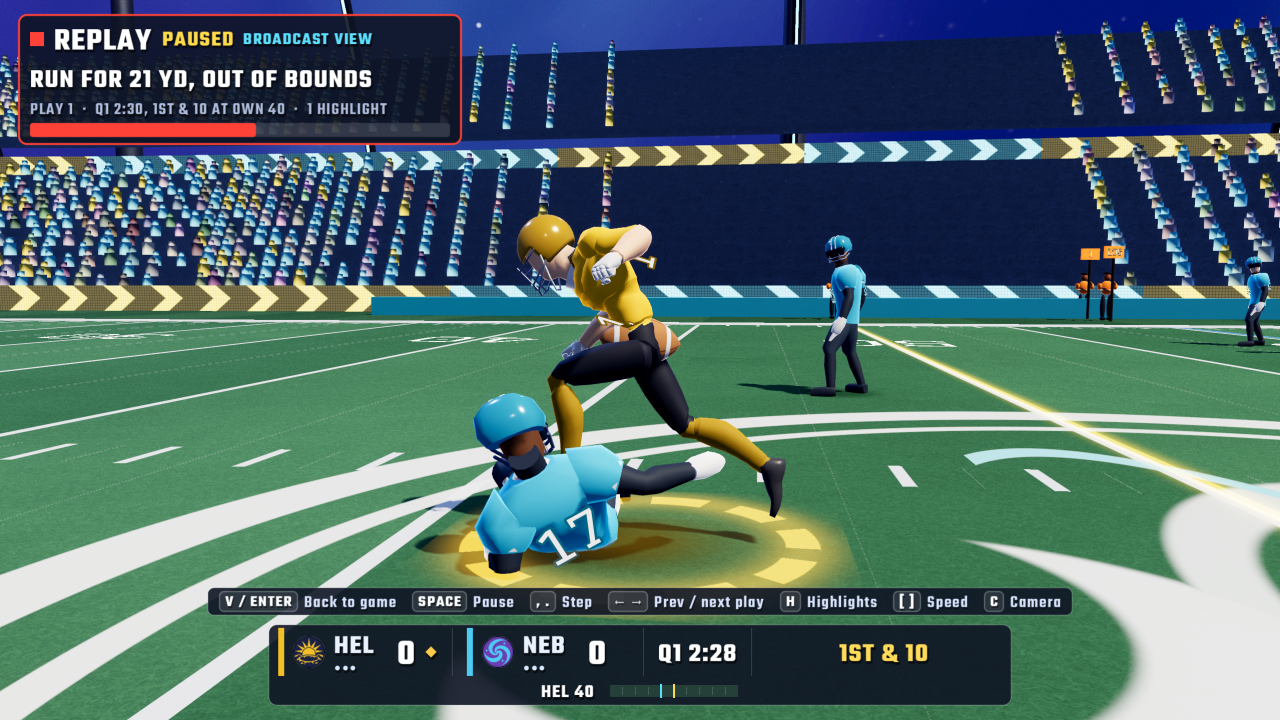 REPLAY PAUSED BROADCAST VIEW
RUN FOR 21 YD, OUT OF BOUNDS
PLAY 1 · Q1 2:30, 1ST & 10 AT OWN 40 · 1 HIGHLIGHT
17
V / ENTER Back to game SPACE Pause , . Step ← → Prev / next play H Highlights [ ] Speed C Camera
HEL 0 NEB 0 Q1 2:28 1ST & 10
HEL 40